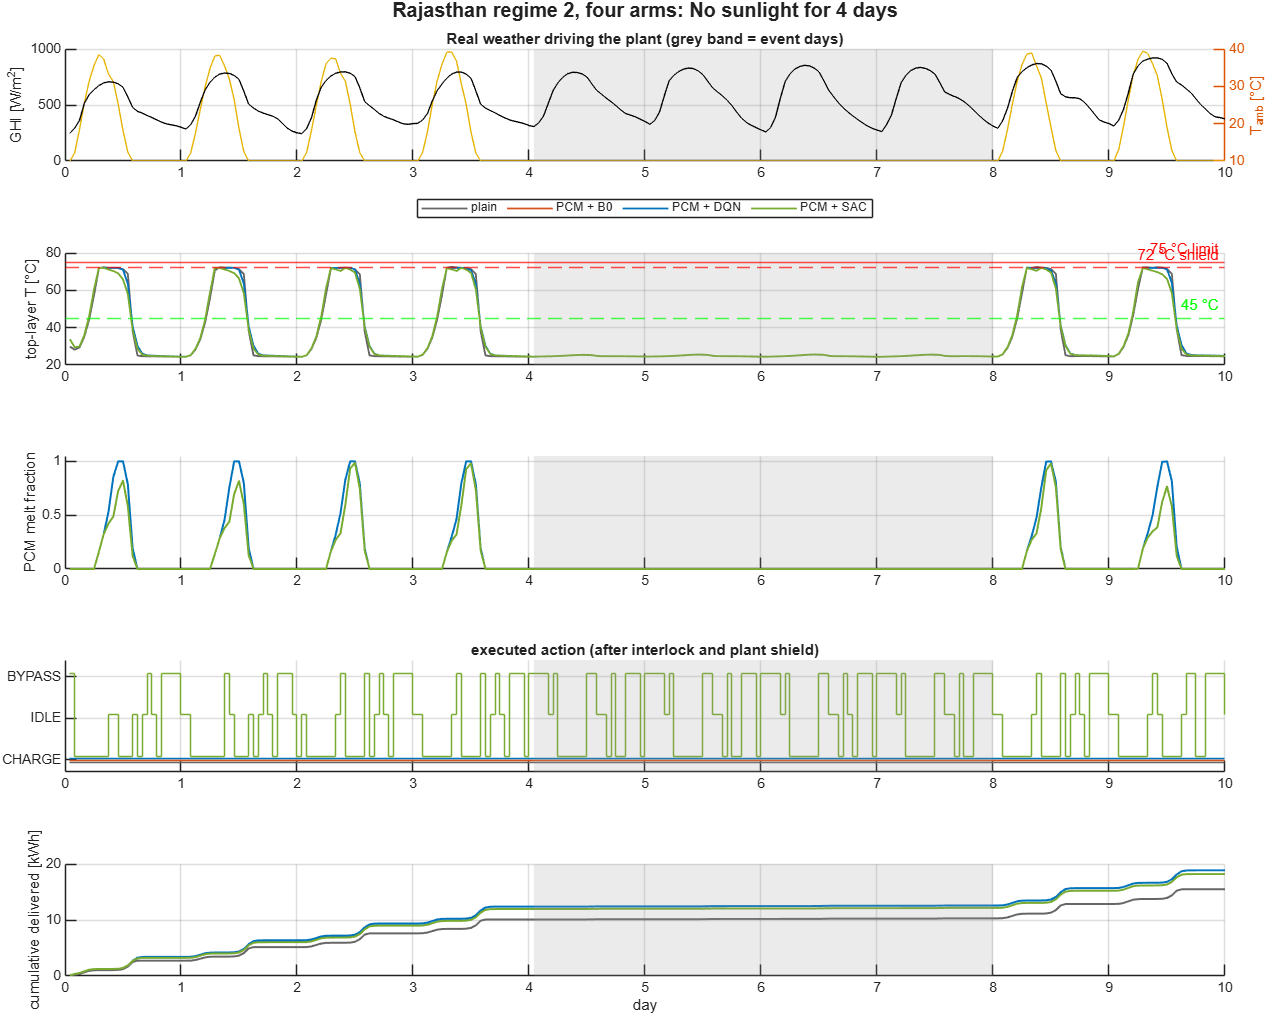 Rajasthan regime 2, four arms: No sunlight for 4 days
Real weather driving the plant (grey band = event days)
GHI [W/m²]
1000
500
0
40
30
20
10
T_amb [°C]
0 1 2 3 4 5 6 7 8 9 10
plain PCM + B0 PCM + DQN PCM + SAC
top-layer T [°C]
80
60
40
20
75 °C limit
72 °C shield
45 °C
0 1 2 3 4 5 6 7 8 9 10
PCM melt fraction
1
0.5
0
0 1 2 3 4 5 6 7 8 9 10
executed action (after interlock and plant shield)
BYPASS
IDLE
CHARGE
0 1 2 3 4 5 6 7 8 9 10
cumulative delivered [kWh]
20
10
0
0 1 2 3 4 5 6 7 8 9 10
day